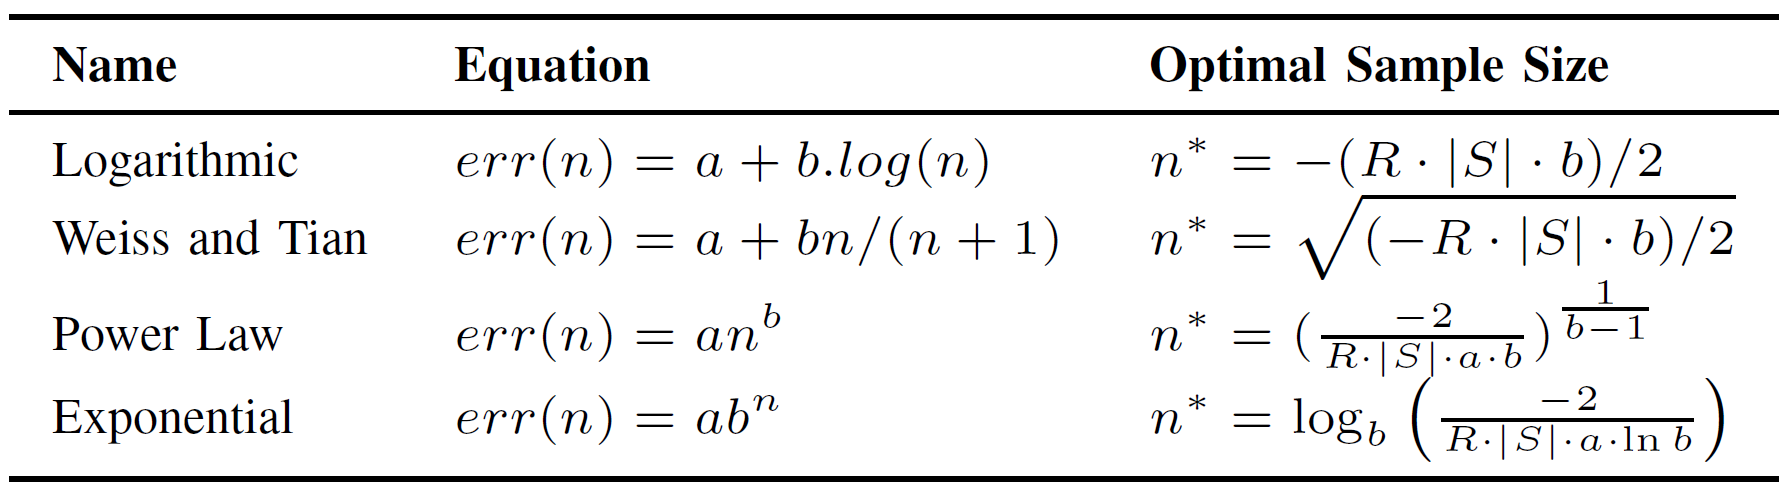 Name Equation Optimal Sample Size
Logarithmic err(n) = a + b.log(n) n* = −(R · |S| · b)/2
Weiss and Tian err(n) = a + bn/(n + 1) n* = √(−R · |S| · b)/2
Power Law err(n) = an^b n* = (−2/(R·|S|·a·b))^(1/(b−1))
Exponential err(n) = ab^n n* = log_b (−2/(R·|S|·a·ln b))